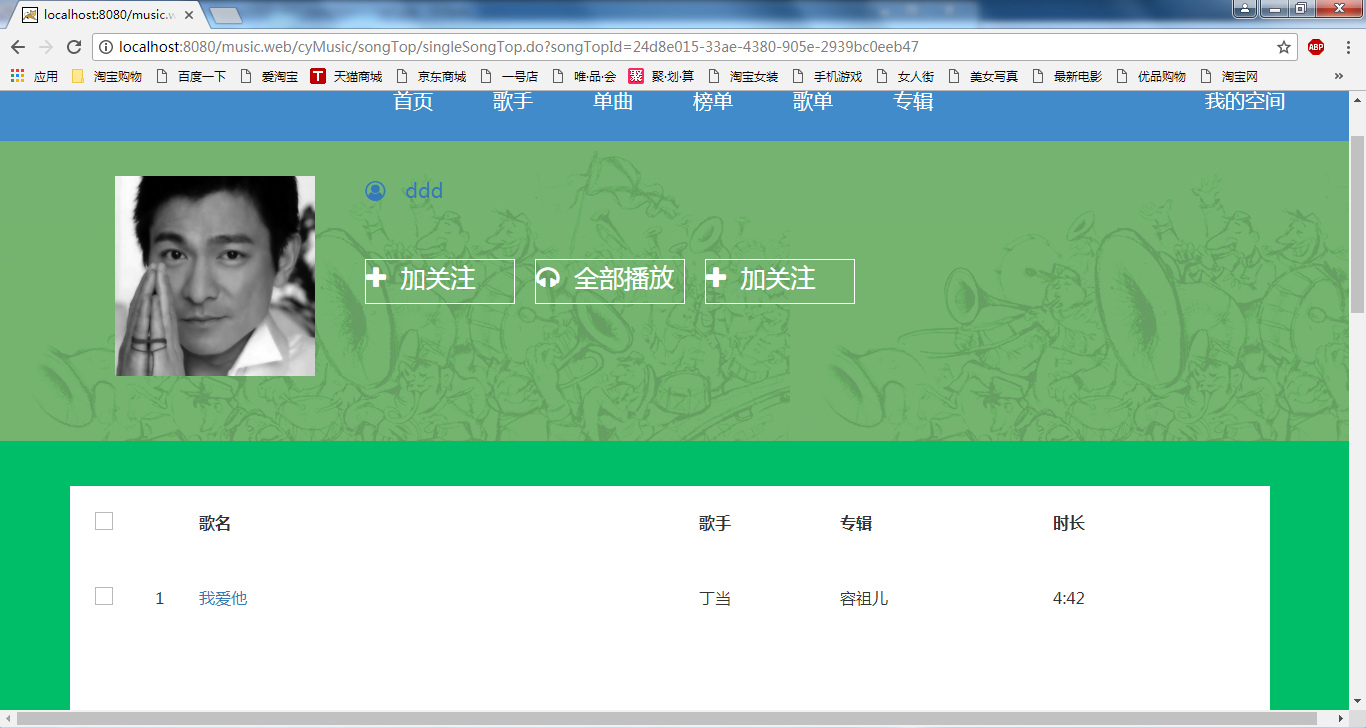 localhost:8080/music.w
localhost:8080/music.web/cyMusic/songTop/singleSongTop.do?songTopId=24d8e015-33ae-4380-905e-2939bc0eeb47
ABP
应用 淘宝购物 百度一下 爱淘宝 T 天猫商城 京东商城 一号店 唯·品·会 聚 聚·划·算 淘宝女装 手机游戏 女人街 美女写真 最新电影 优品购物 淘宝网 »
首页 歌手 单曲 榜单 歌单 专辑 我的空间
ddd
加关注 全部播放 加关注
歌名 歌手 专辑 时长
1 我爱他 丁当 容祖儿 4:42